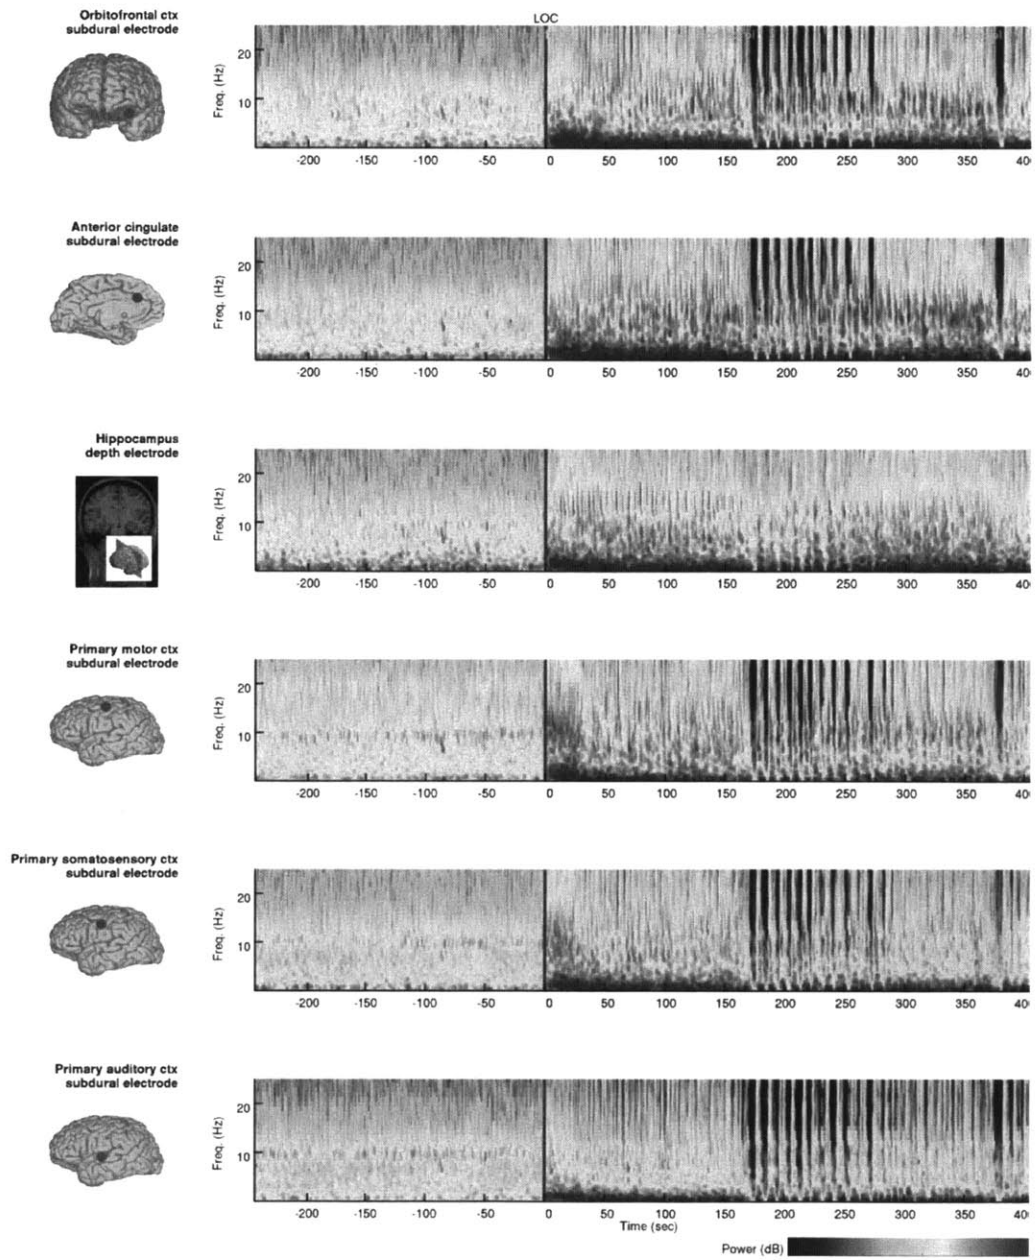 Orbitofrontal ctx
subdural electrode
LOC
Freq. (Hz)
20
10
-200 -150 -100 -50 0 50 100 150 200 250 300 350 40
Anterior cingulate
subdural electrode
Freq. (Hz)
20
10
-200 -150 -100 -50 0 50 100 150 200 250 300 350 40
Hippocampus
depth electrode
Freq. (Hz)
20
10
-200 -150 -100 -50 0 50 100 150 200 250 300 350 40
Primary motor ctx
subdural electrode
Freq. (Hz)
20
10
-200 -150 -100 -50 0 50 100 150 200 250 300 350 40
Primary somatosensory ctx
subdural electrode
Freq. (Hz)
20
10
-200 -150 -100 -50 0 50 100 150 200 250 300 350 40
Primary auditory ctx
subdural electrode
Freq. (Hz)
20
10
-200 -150 -100 -50 0 50 100 150 200 250 300 350 40
Time (sec)
Power (dB)